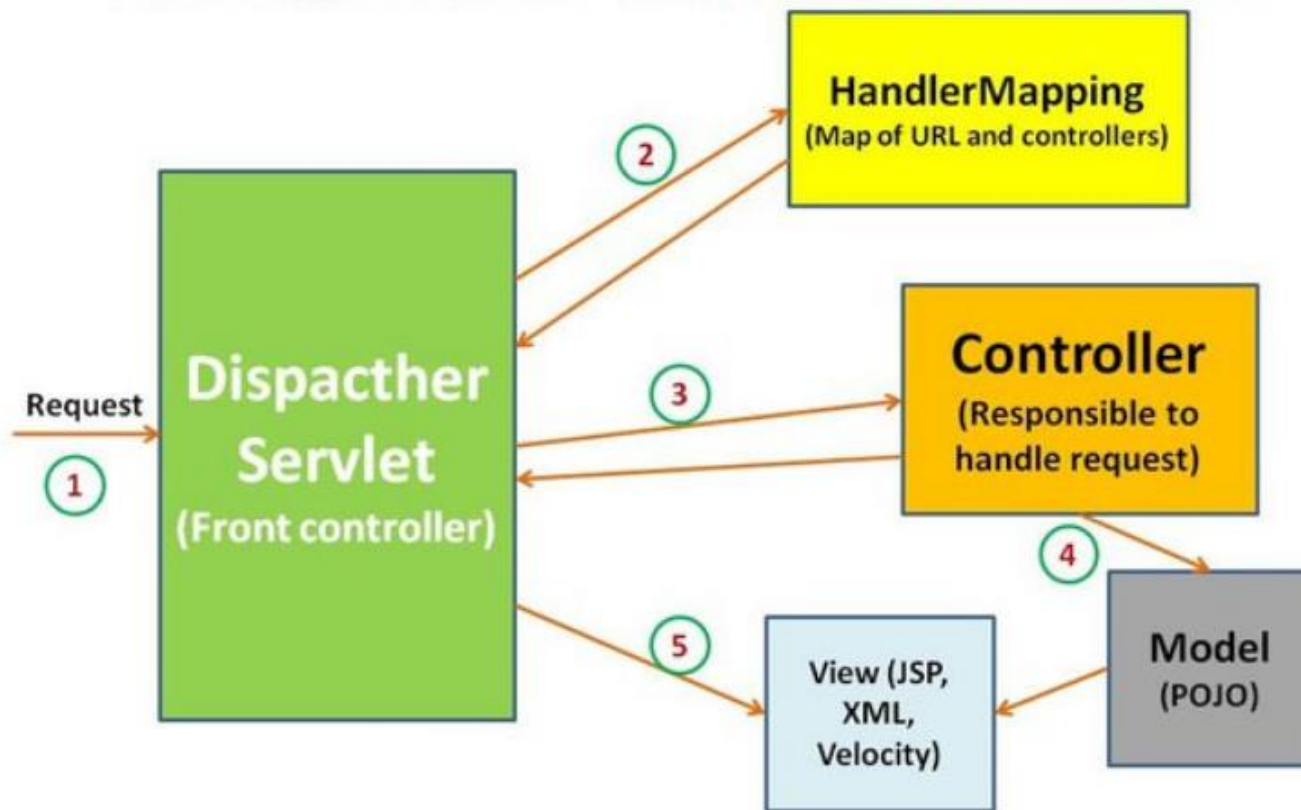 HandlerMapping
(Map of URL and controllers)
2
Dispacther
Servlet
(Front controller)
Request
1
3
Controller
(Responsible to
handle request)
4
Model
(POJO)
5
View (JSP,
XML,
Velocity)